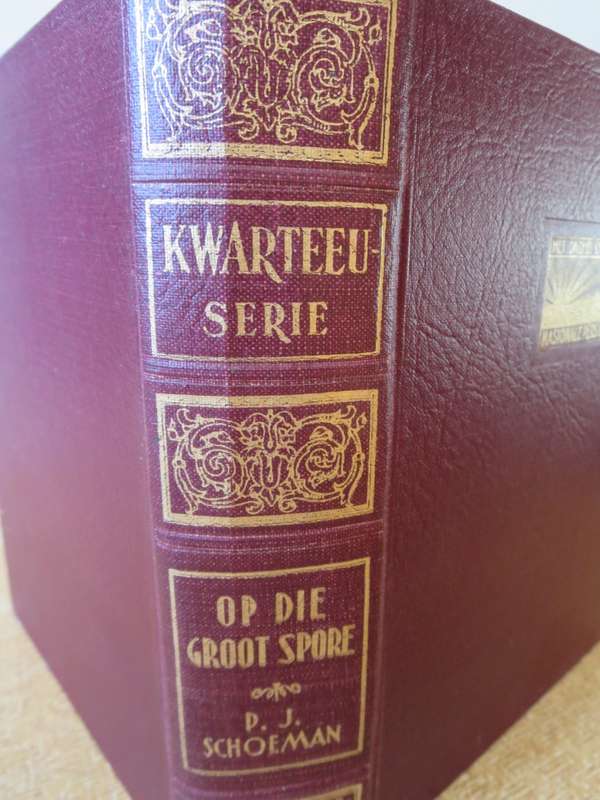 KWARTEEU-
SERIE
OP DIE
GROOT SPORE
P. J.
SCHOEMAN